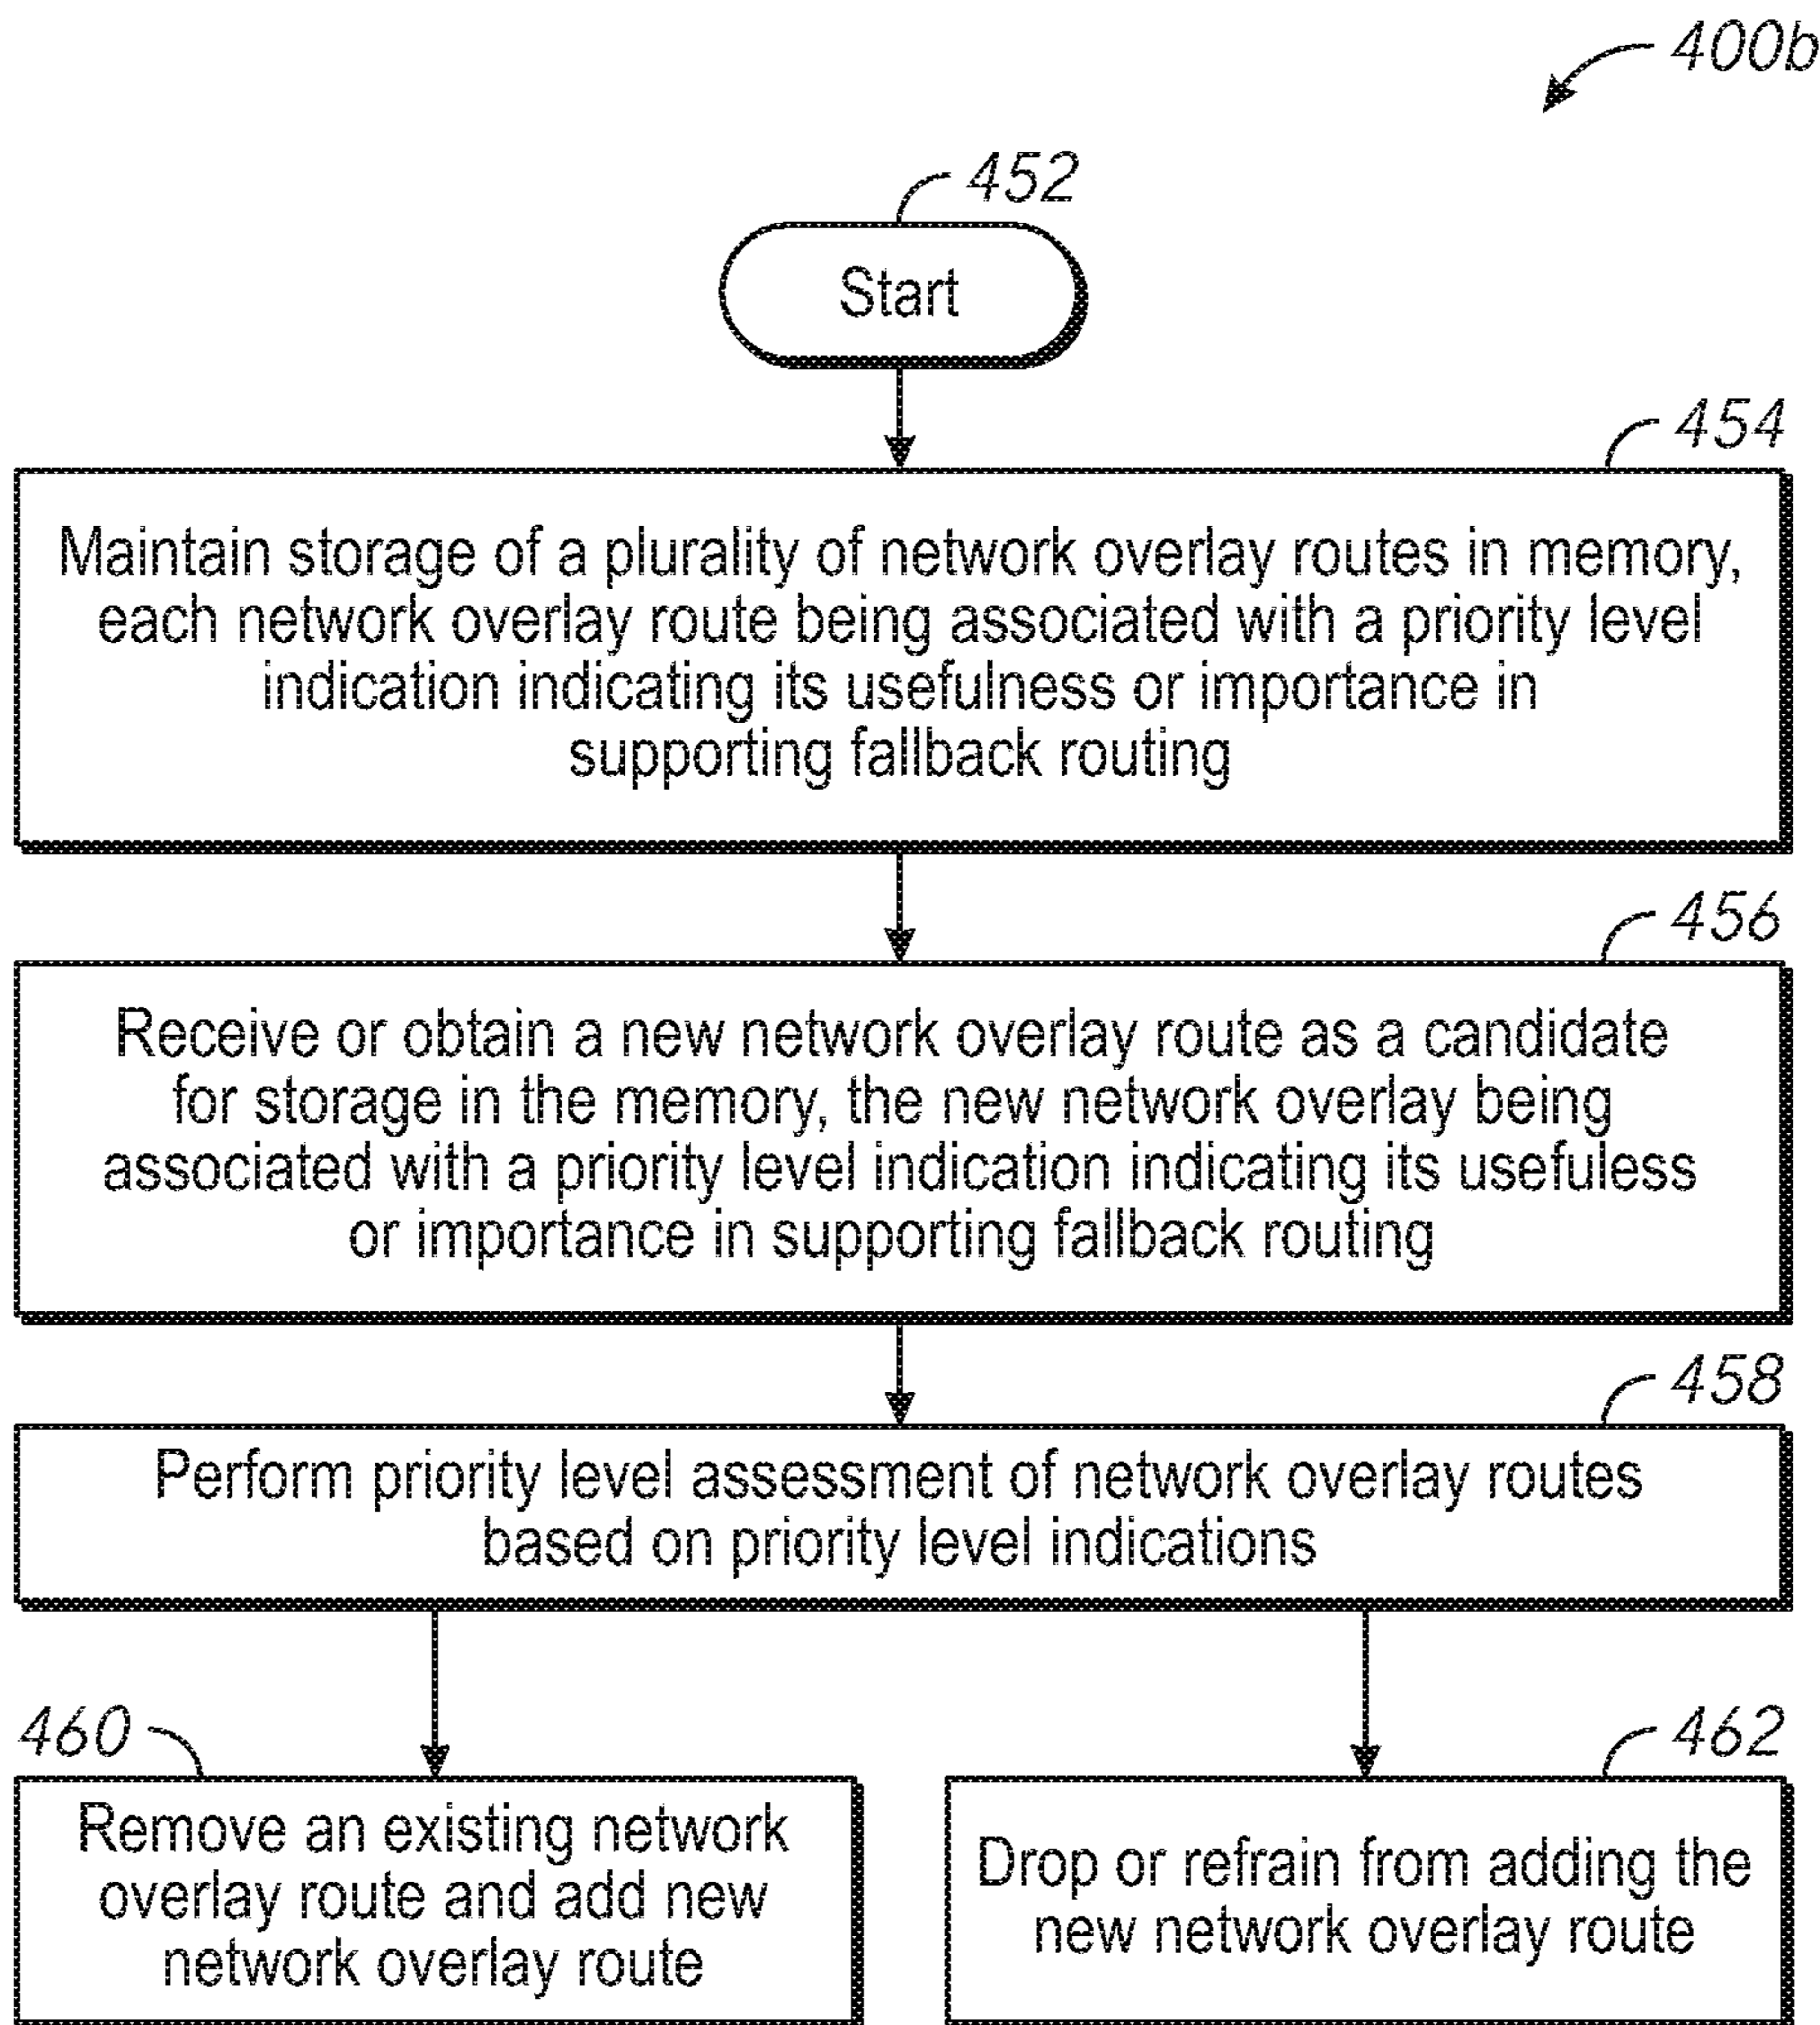 400b
452
Start
454
Maintain storage of a plurality of network overlay routes in memory,
each network overlay route being associated with a priority level
indication indicating its usefulness or importance in
supporting fallback routing
456
Receive or obtain a new network overlay route as a candidate
for storage in the memory, the new network overlay being
associated with a priority level indication indicating its usefuless
or importance in supporting fallback routing
458
Perform priority level assessment of network overlay routes
based on priority level indications
460
Remove an existing network
overlay route and add new
network overlay route
462
Drop or refrain from adding the
new network overlay route